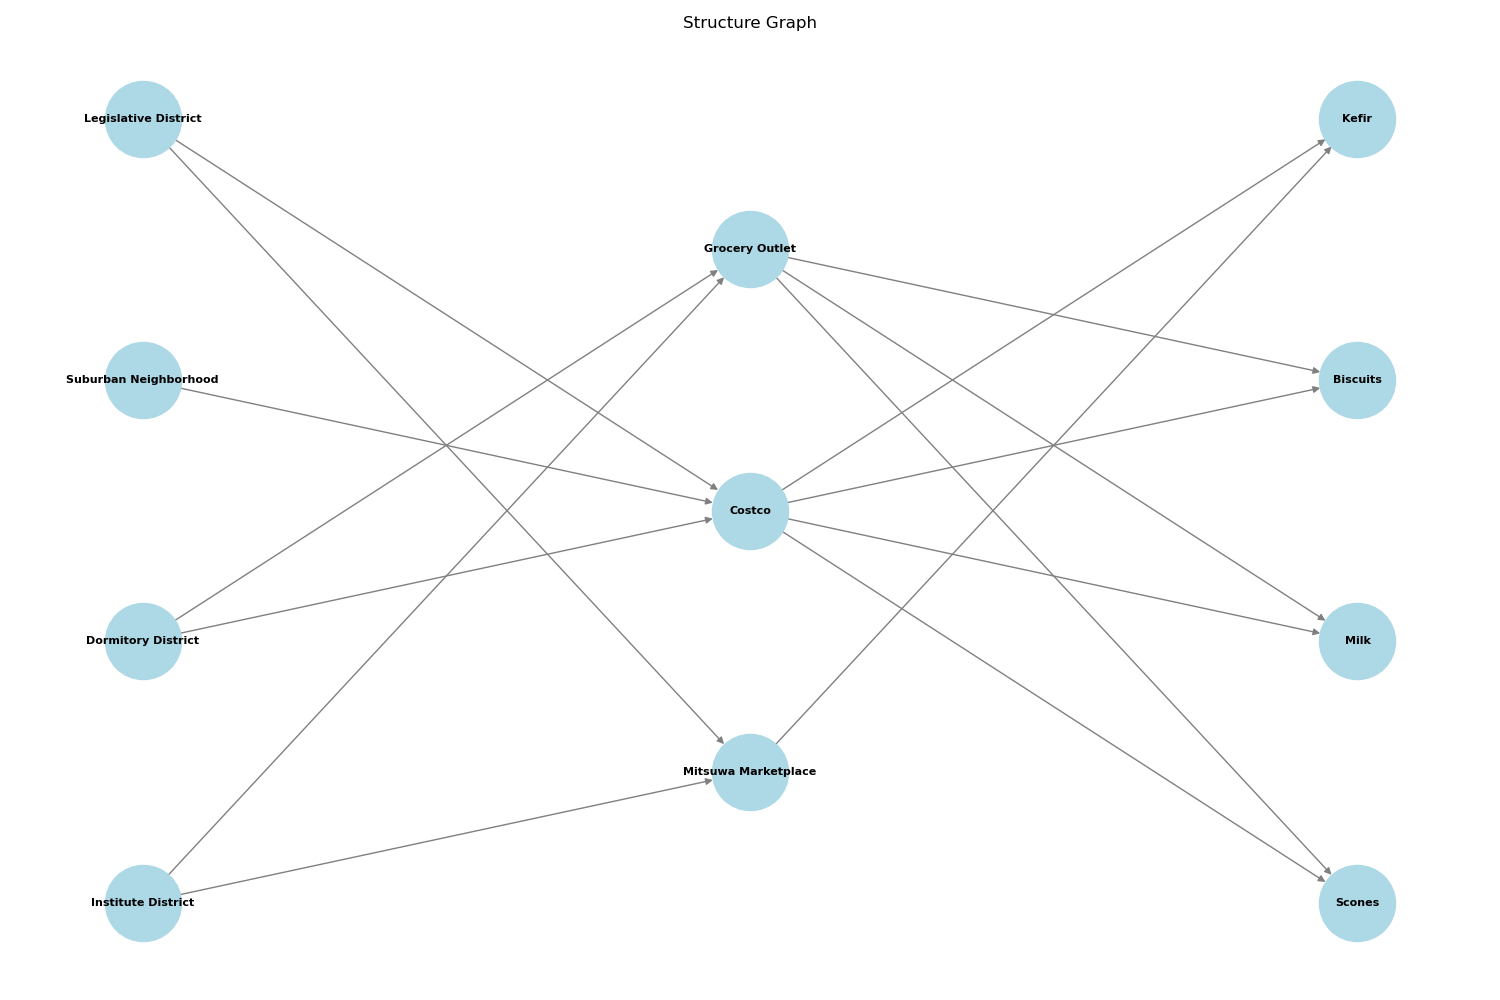 Structure Graph
Legislative District
Suburban Neighborhood
Dormitory District
Institute District
Grocery Outlet
Costco
Mitsuwa Marketplace
Kefir
Biscuits
Milk
Scones